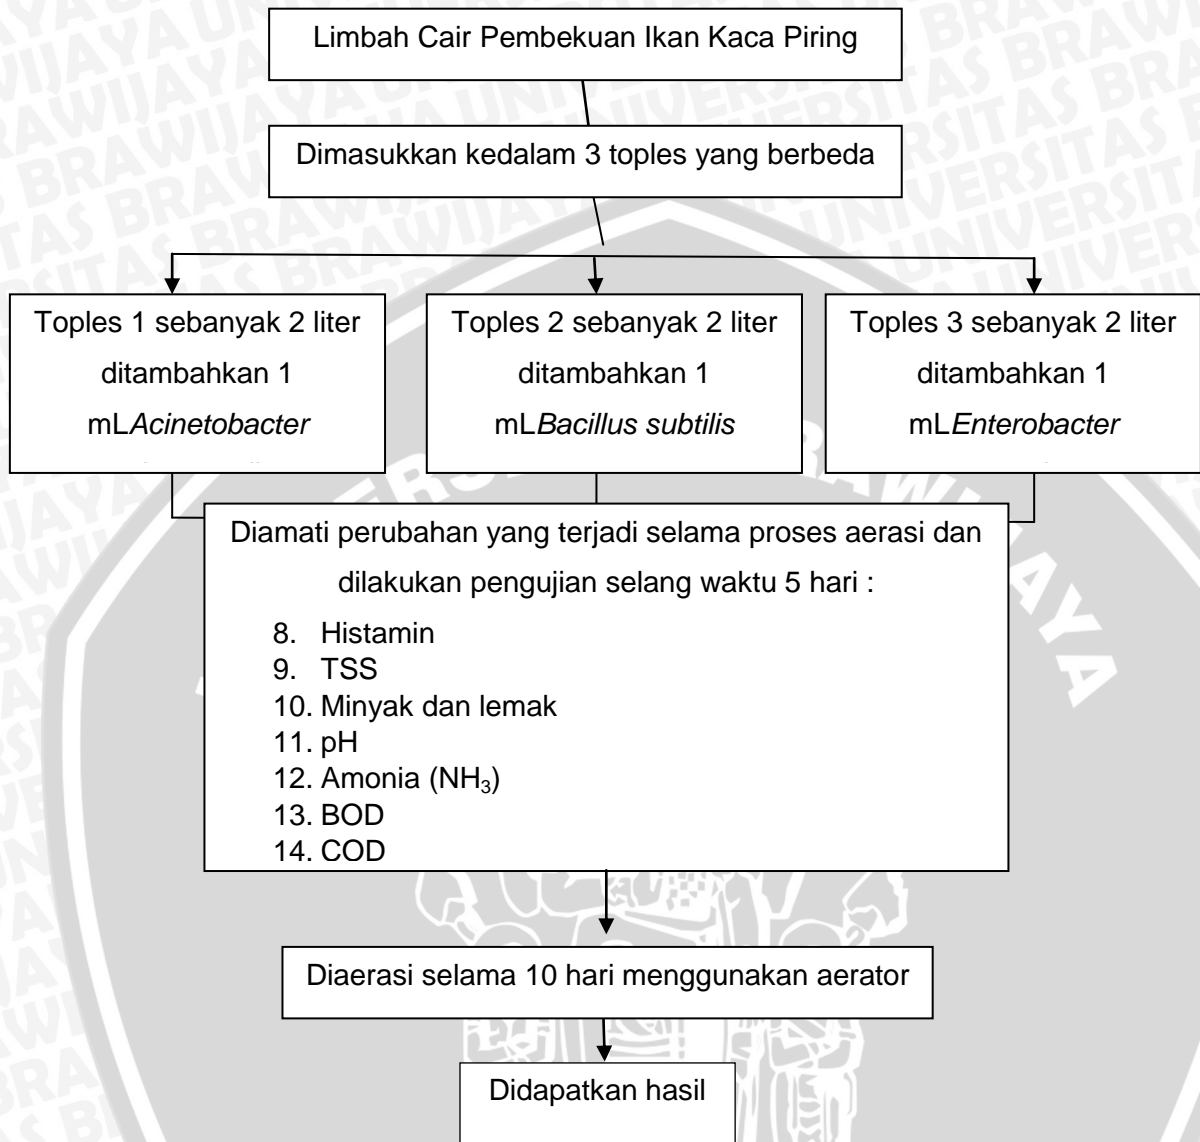 Limbah Cair Pembekuan Ikan Kaca Piring
Dimasukkan kedalam 3 toples yang berbeda
Toples 1 sebanyak 2 liter
ditambahkan 1
mLAcinetobacter
Toples 2 sebanyak 2 liter
ditambahkan 1
mLBacillus subtilis
Toples 3 sebanyak 2 liter
ditambahkan 1
mLEnterobacter
Diamati perubahan yang terjadi selama proses aerasi dan
dilakukan pengujian selang waktu 5 hari :
8. Histamin
9. TSS
10. Minyak dan lemak
11. pH
12. Amonia (NH₃)
13. BOD
14. COD
Diaerasi selama 10 hari menggunakan aerator
Didapatkan hasil